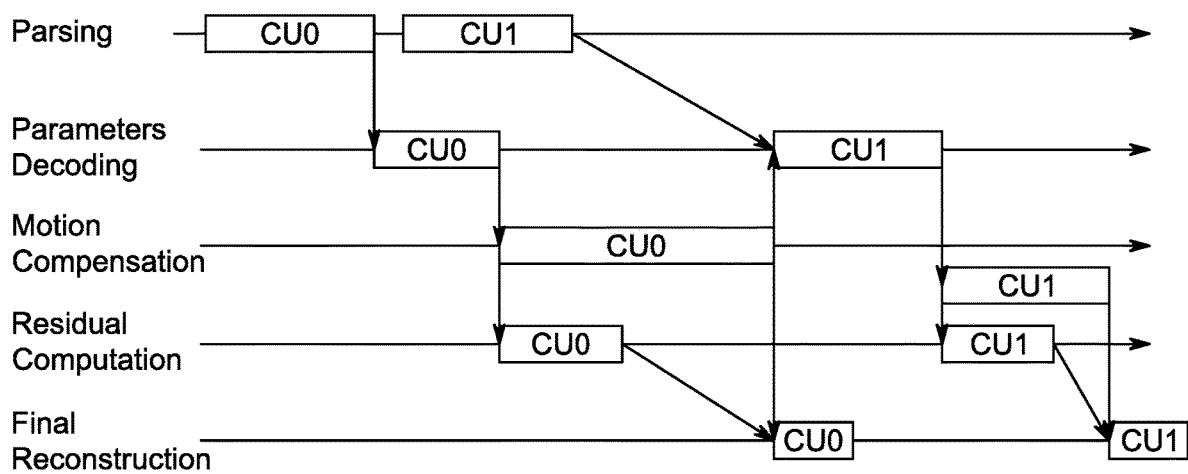 Parsing
CU0
CU1
Parameters
Decoding
CU0
CU1
Motion
Compensation
CU0
CU1
Residual
Computation
CU0
CU1
Final
Reconstruction
CU0
CU1